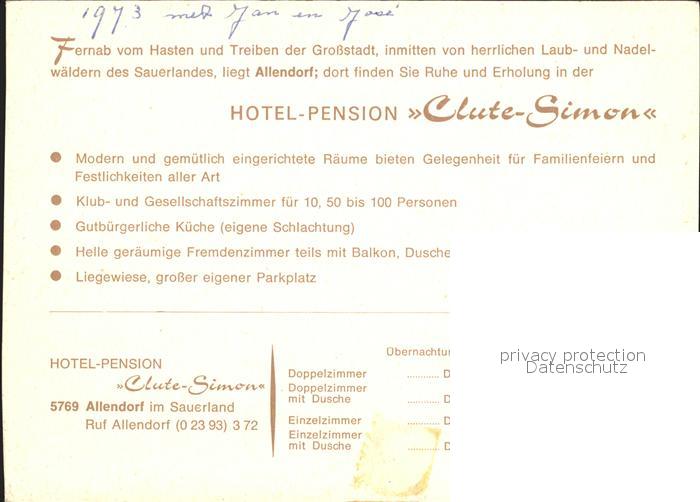 1973 met Jan en José
Fernab vom Hasten und Treiben der Großstadt, inmitten von herrlichen Laub- und Nadel-
wäldern des Sauerlandes, liegt Allendorf; dort finden Sie Ruhe und Erholung in der
HOTEL-PENSION »Clute-Simon«
● Modern und gemütlich eingerichtete Räume bieten Gelegenheit für Familienfeiern und
Festlichkeiten aller Art
● Klub- und Gesellschaftszimmer für 10, 50 bis 100 Personen
● Gutbürgerliche Küche (eigene Schlachtung)
● Helle geräumige Fremdenzimmer teils mit Balkon, Dusche
● Liegewiese, großer eigener Parkplatz
HOTEL-PENSION
»Clute-Simon«
5769 Allendorf im Sauerland
Ruf Allendorf (0 23 93) 3 72
Übernachtun
Doppelzimmer .......... D
Doppelzimmer
mit Dusche .......... D
Einzelzimmer .......... D
Einzelzimmer
mit Dusche .......... D
privacy protection
Datenschutz